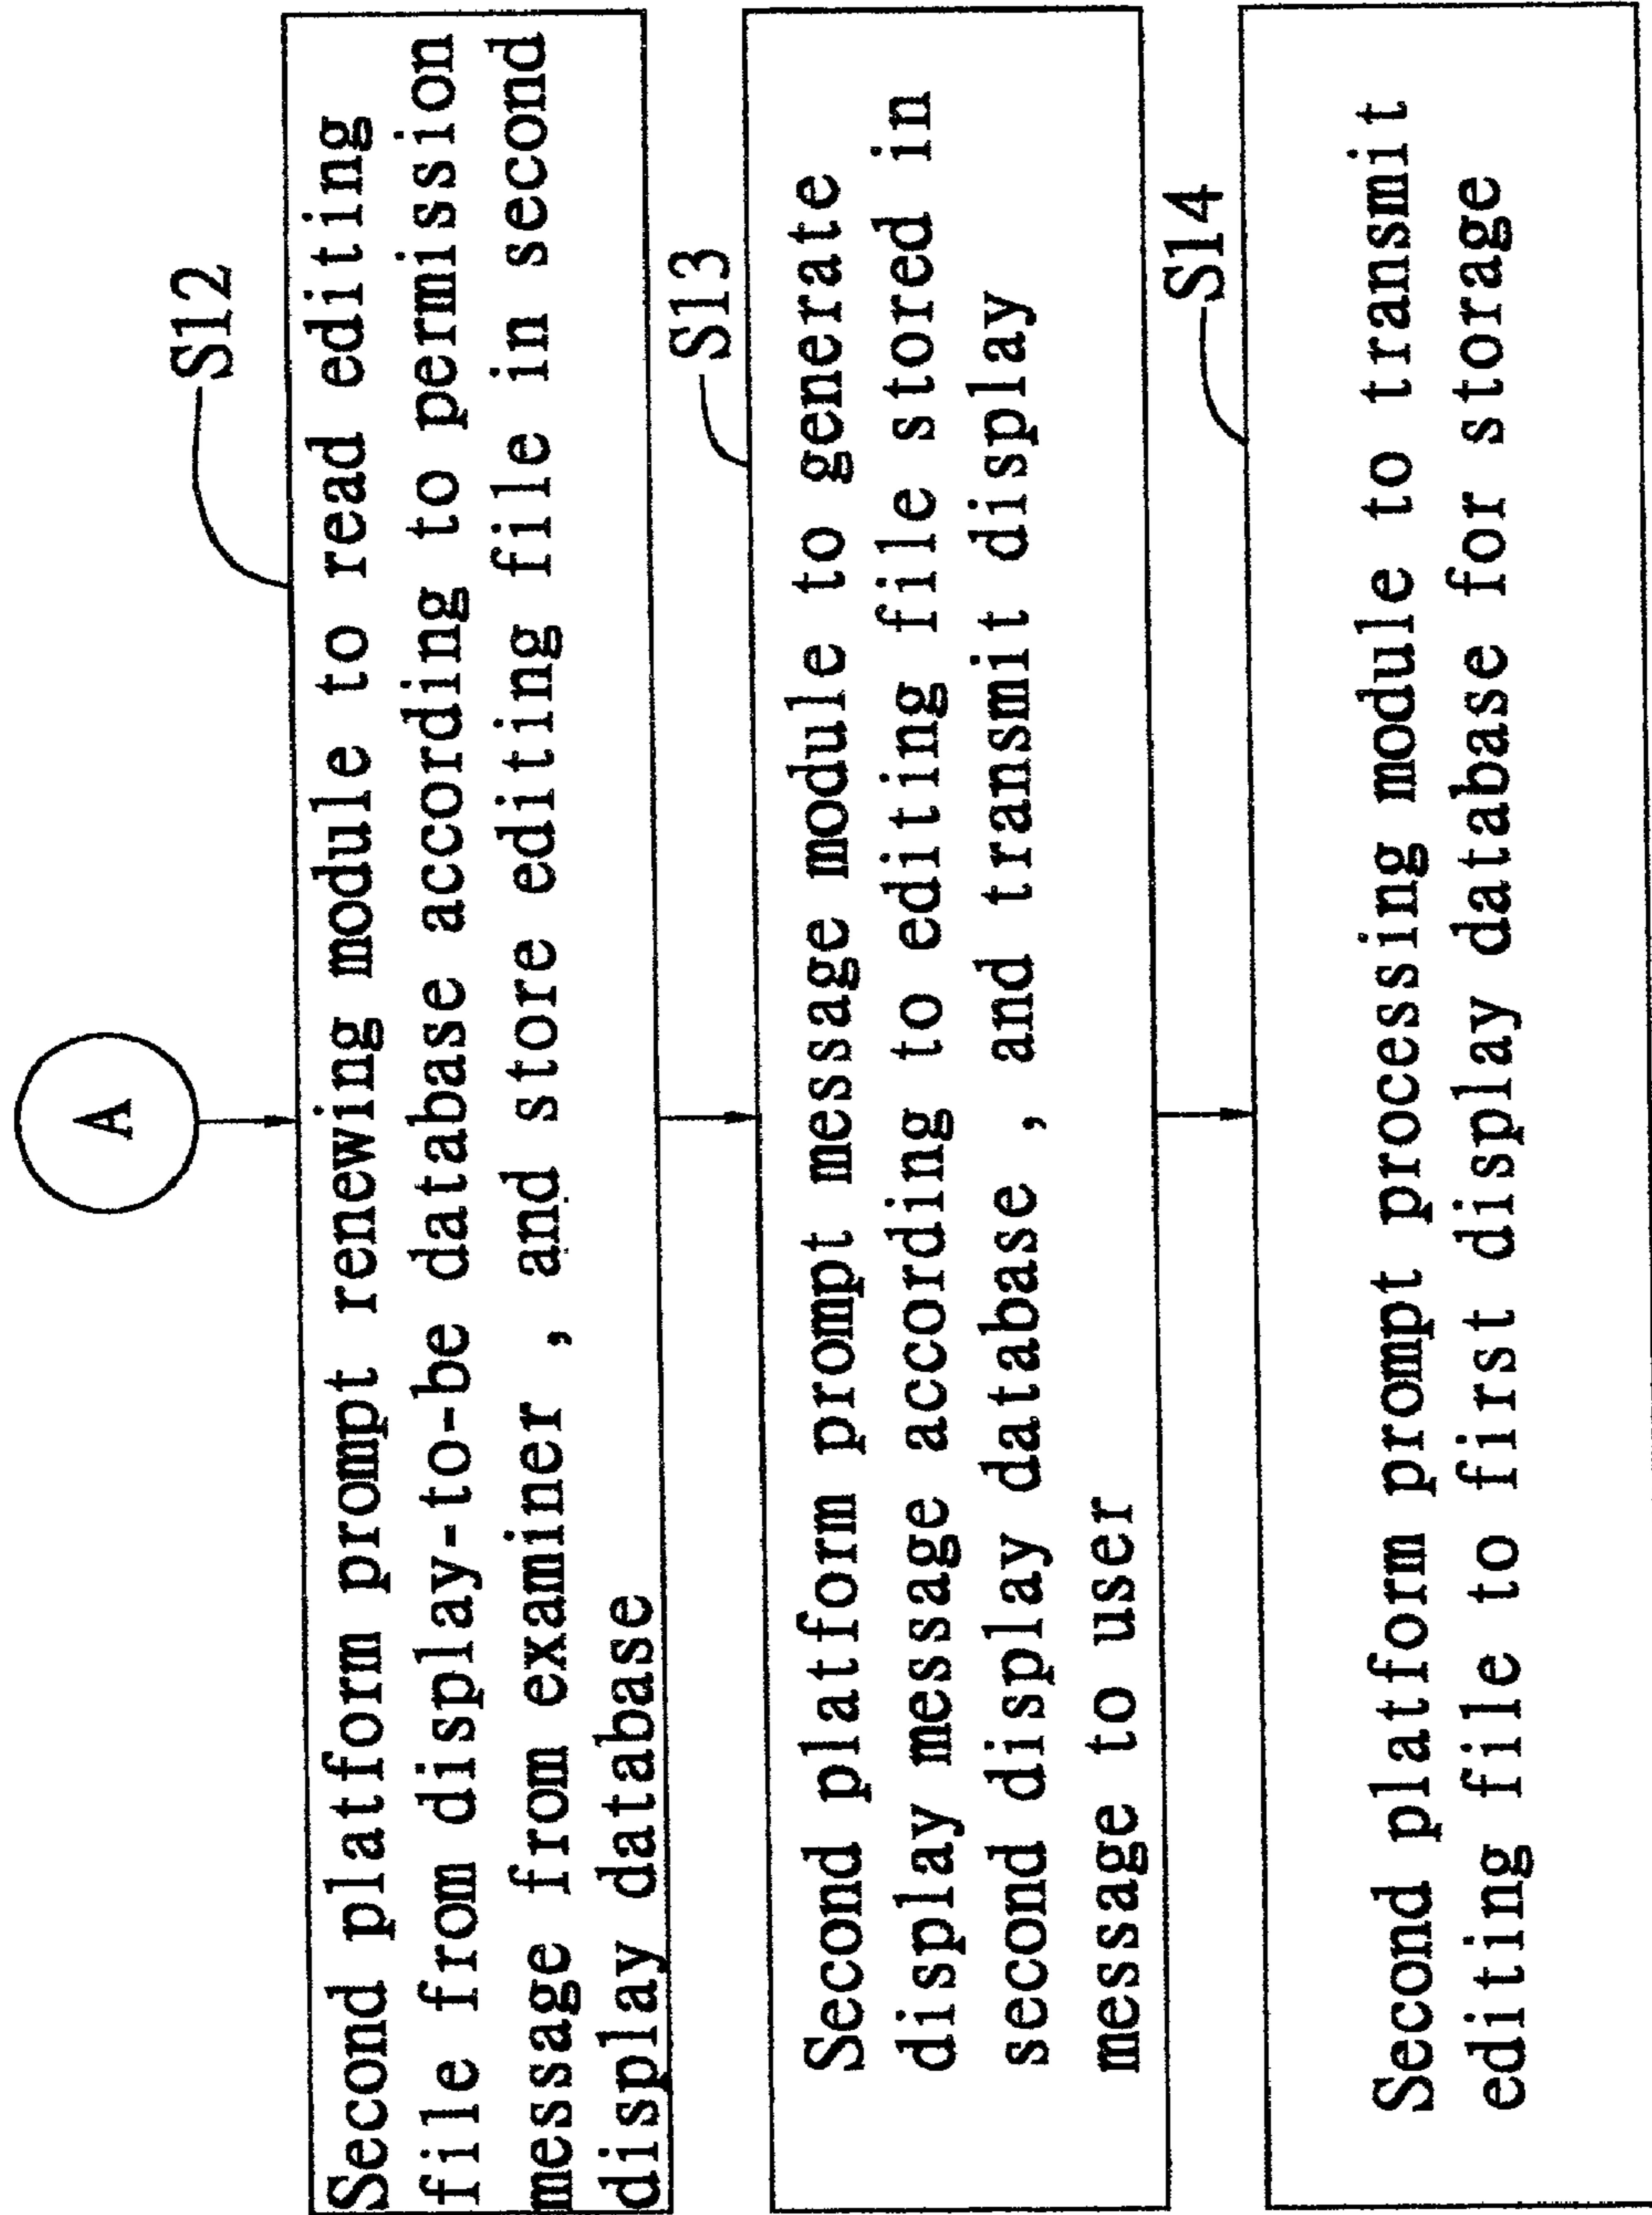 A
S12
Second platform prompt renewing module to read editing
file from display-to-be database according to permission
message from examiner , and store editing file in second
display database
S13
Second platform prompt message module to generate
display message according to editing file stored in
second display database , and transmit display
message to user
S14
Second platform prompt processing module to transmit
editing file to first display database for storage